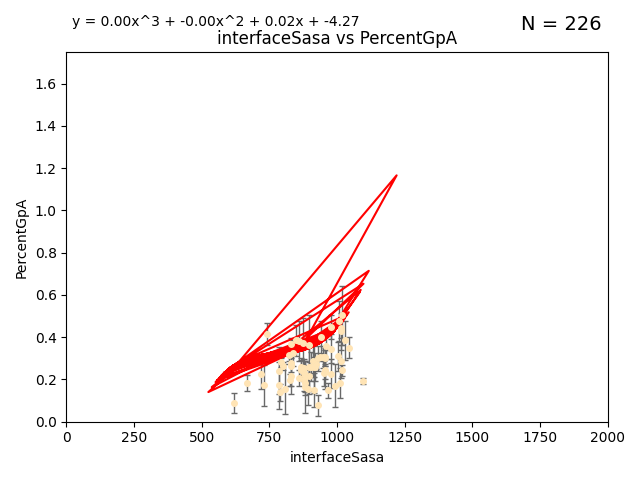 y = 0.00x^3 + -0.00x^2 + 0.02x + -4.27
N = 226
interfaceSasa vs PercentGpA
PercentGpA
1.6
1.4
1.2
1.0
0.8
0.6
0.4
0.2
0.0
0 250 500 750 1000 1250 1500 1750 2000
interfaceSasa